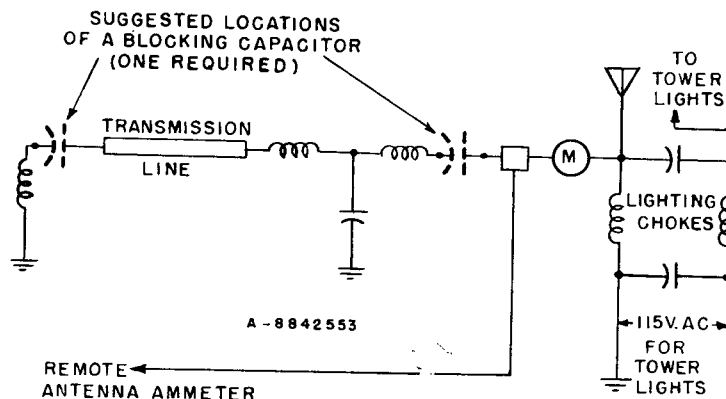 SUGGESTED LOCATIONS
OF A BLOCKING CAPACITOR
(ONE REQUIRED)
TO
TOWER
LIGHTS
TRANSMISSION
LINE
M
LIGHTING
CHOKES
A-8842553
115V. AC
FOR
TOWER
LIGHTS
REMOTE
ANTENNA AMMETER